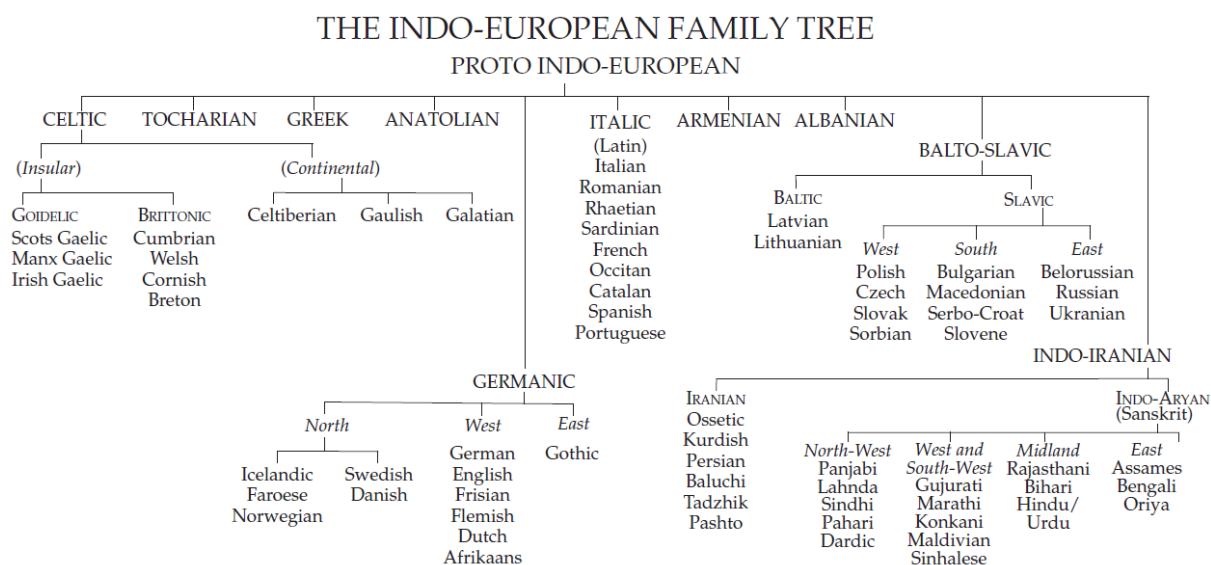 THE INDO-EUROPEAN FAMILY TREE
PROTO INDO-EUROPEAN
CELTIC
TOCHARIAN
GREEK
ANATOLIAN
ITALIC
(Latin)
Italian
Romanian
Rhaetian
Sardinian
French
Occitan
Catalan
Spanish
Portuguese
ARMENIAN
ALBANIAN
BALTO-SLAVIC
(Insular)
(Continental)
GOIDELIC
Scots Gaelic
Manx Gaelic
Irish Gaelic
BRITTONIC
Cumbrian
Welsh
Cornish
Breton
Celtiberian
Gaulish
Galatian
BALTIC
Latvian
Lithuanian
SLAVIC
West
Polish
Czech
Slovak
Sorbian
South
Bulgarian
Macedonian
Serbo-Croat
Slovene
East
Belorussian
Russian
Ukranian
GERMANIC
North
Icelandic
Faroese
Norwegian
Swedish
Danish
West
German
English
Frisian
Flemish
Dutch
Afrikaans
East
Gothic
INDO-IRANIAN
IRANIAN
Ossetic
Kurdish
Persian
Baluchi
Tadzhik
Pashto
INDO-ARYAN
(Sanskrit)
North-West
Panjabi
Lahnda
Sindhi
Pahari
Dardic
West and
South-West
Gujurati
Marathi
Konkani
Maldivian
Sinhalese
Midland
Rajasthani
Bihari
Hindu/
Urdu
East
Assames
Bengali
Oriya